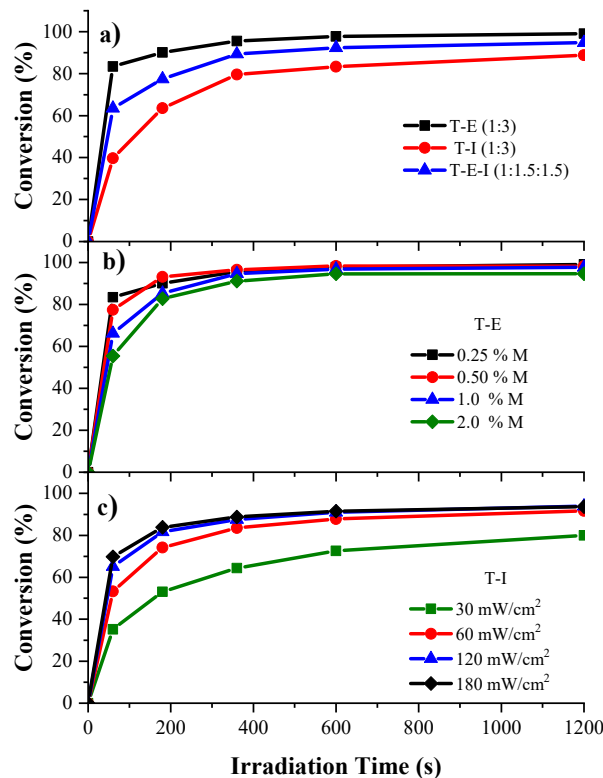 a)
Conversion (%)
100
80
60
40
20
0
T-E (1:3)
T-I (1:3)
T-E-I (1:1.5:1.5)
b)
Conversion (%)
100
80
60
40
20
0
T-E
0.25 % M
0.50 % M
1.0 % M
2.0 % M
c)
Conversion (%)
100
80
60
40
20
0
T-I
30 mW/cm²
60 mW/cm²
120 mW/cm²
180 mW/cm²
0 200 400 600 800 1000 1200
Irradiation Time (s)